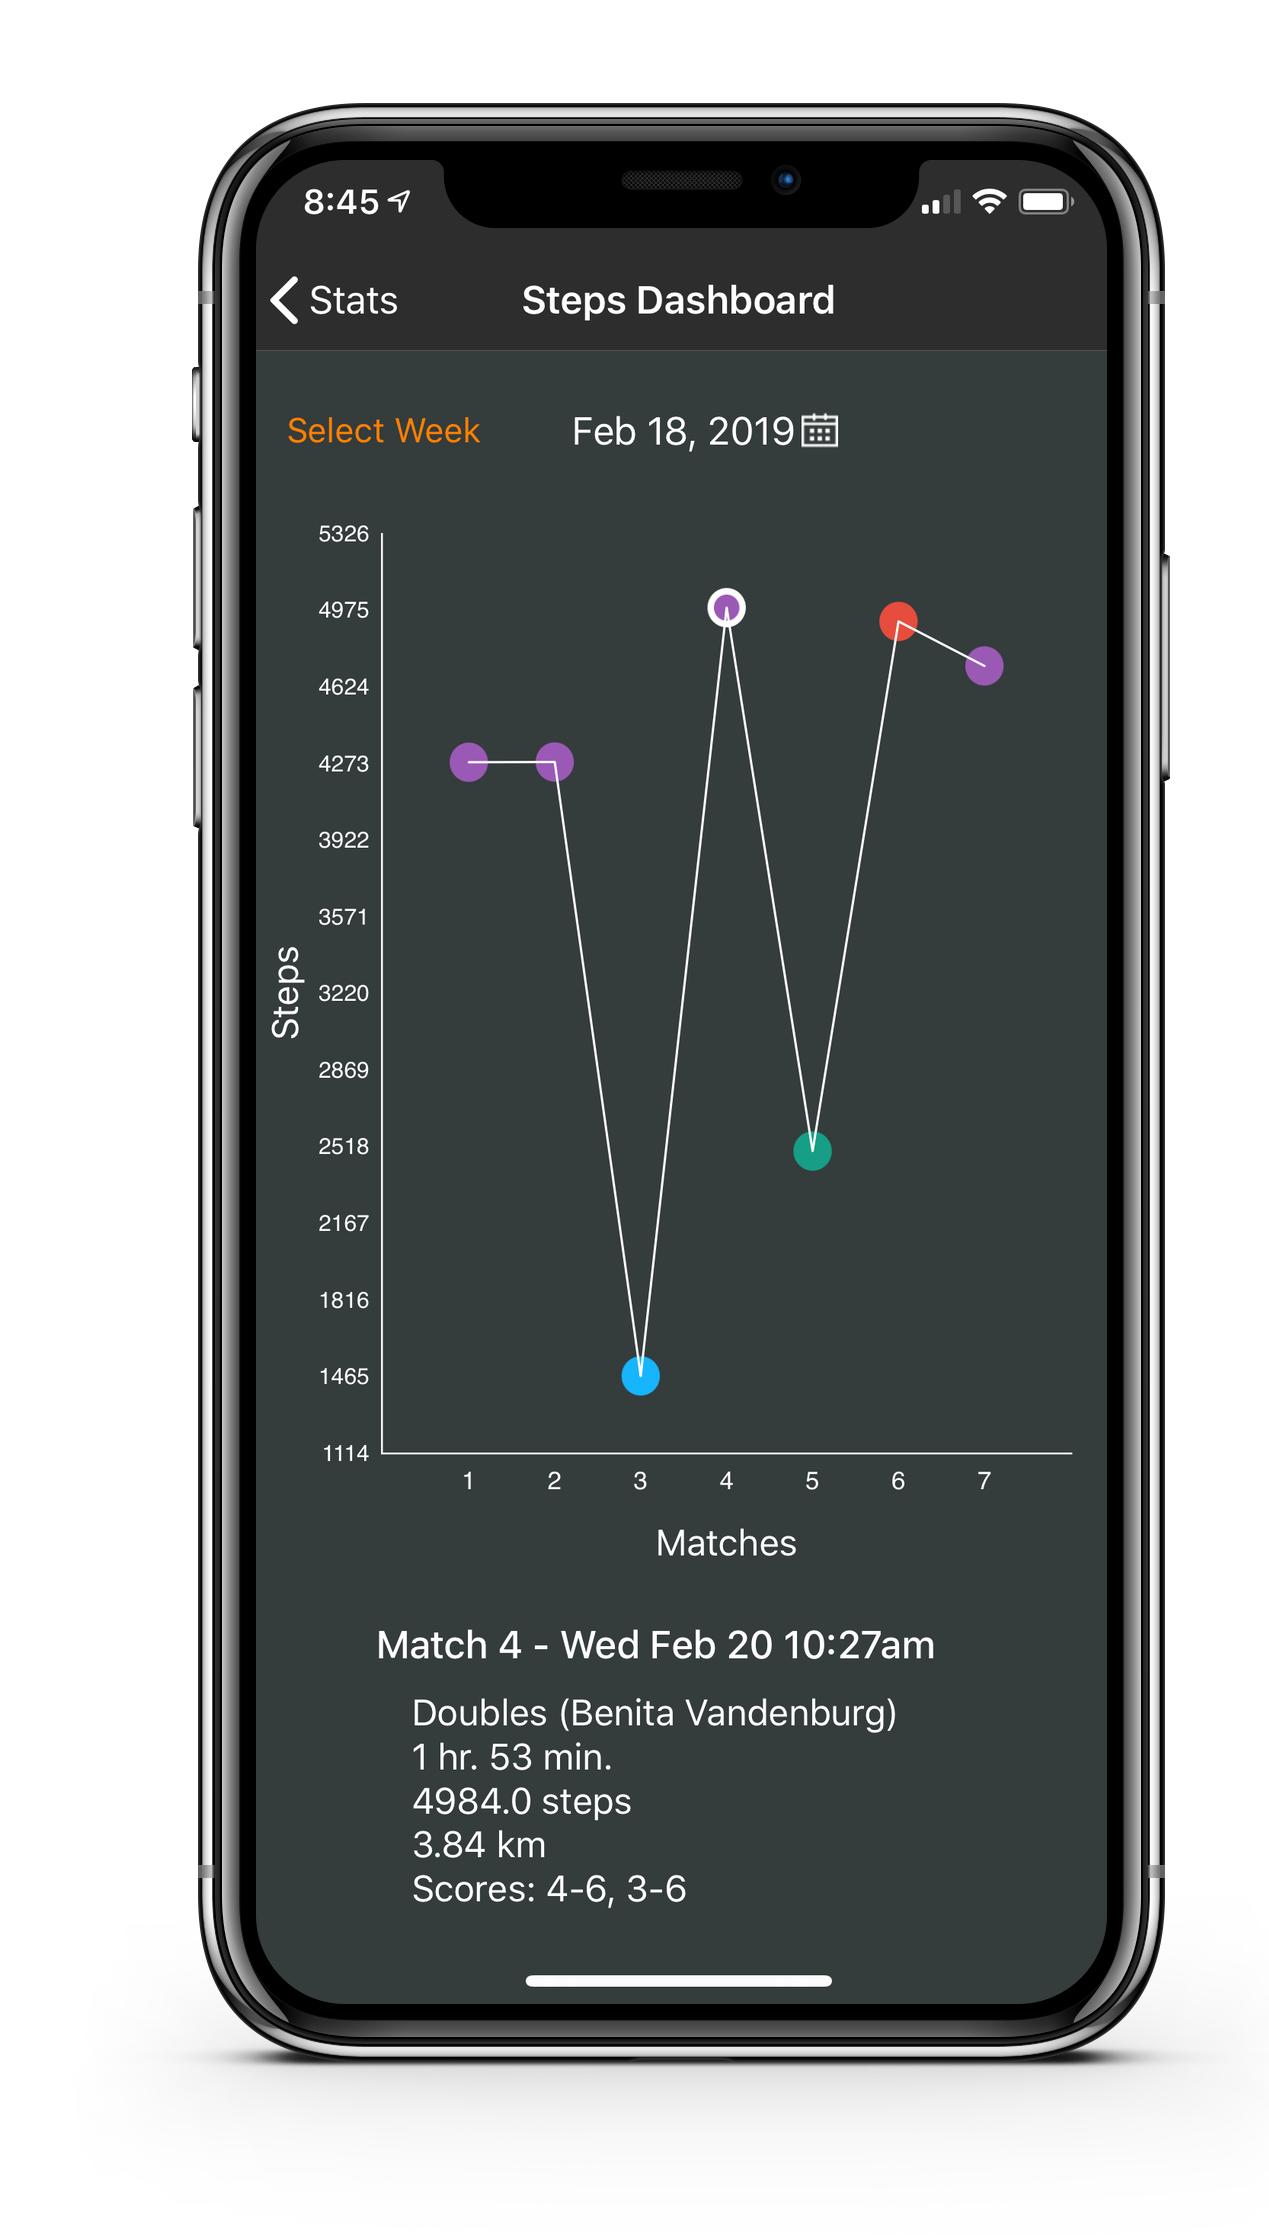 8:45
Stats
Steps Dashboard
Select Week
Feb 18, 2019
5326
4975
4624
4273
3922
3571
3220
2869
2518
2167
1816
1465
1114
Steps
1 2 3 4 5 6 7
Matches
Match 4 - Wed Feb 20 10:27am
Doubles (Benita Vandenburg)
1 hr. 53 min.
4984.0 steps
3.84 km
Scores: 4-6, 3-6